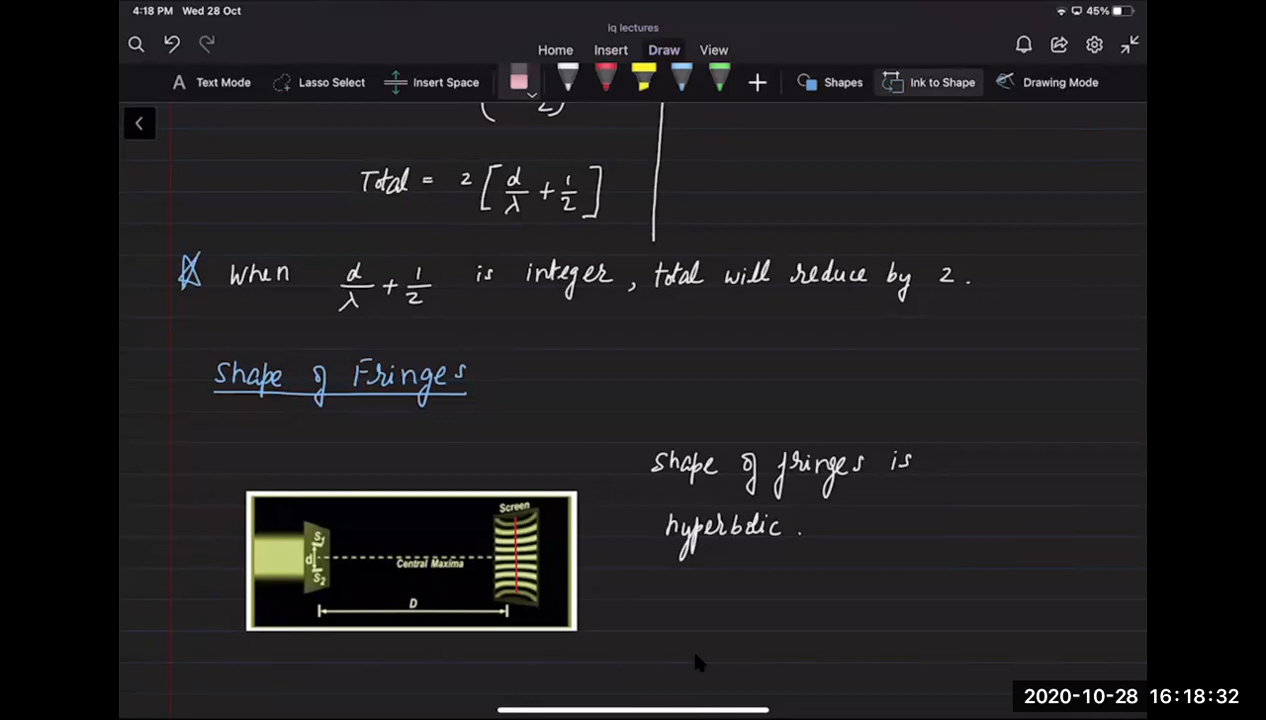 4:18 PM Wed 28 Oct
45%
iq lectures
Home Insert Draw View
Text Mode Lasso Select Insert Space Shapes Ink to Shape Drawing Mode
Total = 2 [ d/λ + 1/2 ]
When d/λ + 1/2 is integer, total will reduce by 2.
Shape of Fringes
Shape of fringes is
hyperbolic.
Screen
S1
d
S2
Central Maxima
D
2020-10-28 16:18:32